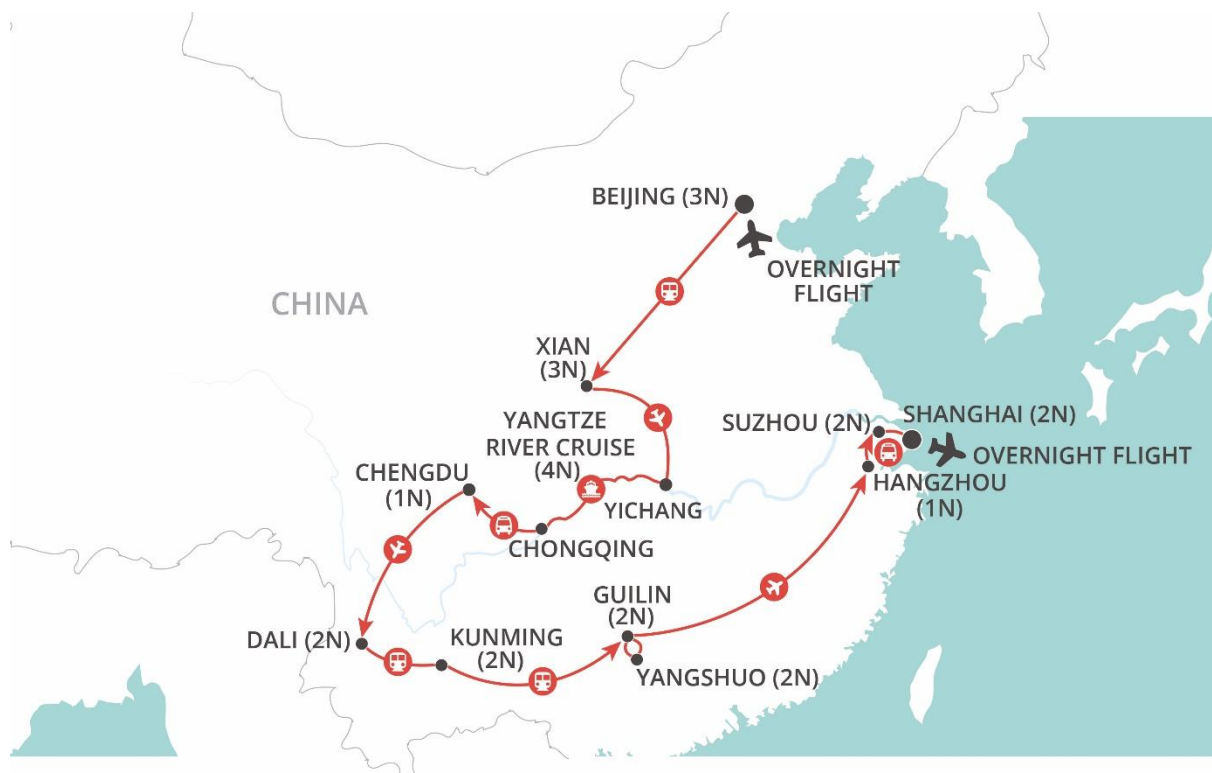 BEIJING (3N)
OVERNIGHT
FLIGHT
CHINA
XIAN
(3N)
YANGTZE
RIVER CRUISE
(4N)
SUZHOU (2N)
SHANGHAI (2N)
OVERNIGHT FLIGHT
CHENGDU
(1N)
YICHANG
HANGZHOU
(1N)
CHONGQING
GUILIN
(2N)
DALI (2N)
KUNMING
(2N)
YANGSHUO (2N)